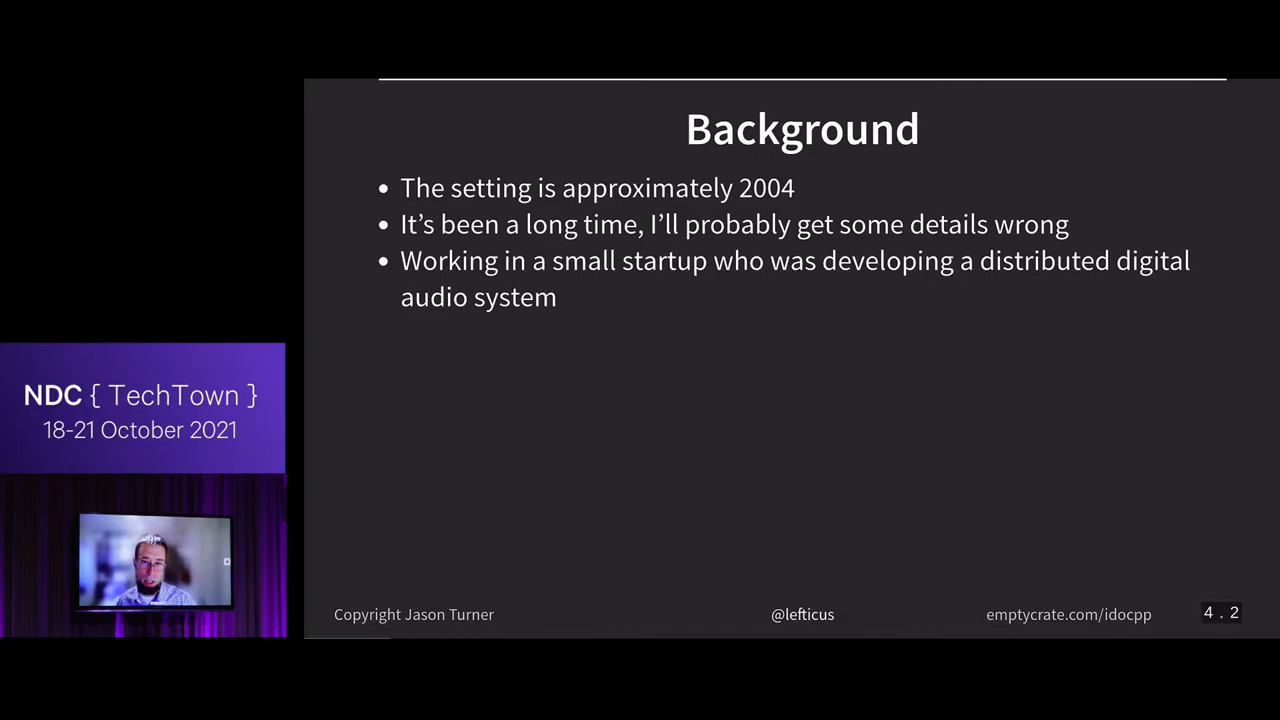 Background
• The setting is approximately 2004
• It’s been a long time, I’ll probably get some details wrong
• Working in a small startup who was developing a distributed digital
audio system
NDC { TechTown }
18-21 October 2021
Copyright Jason Turner
@lefticus
emptycrate.com/idocpp
4 . 2